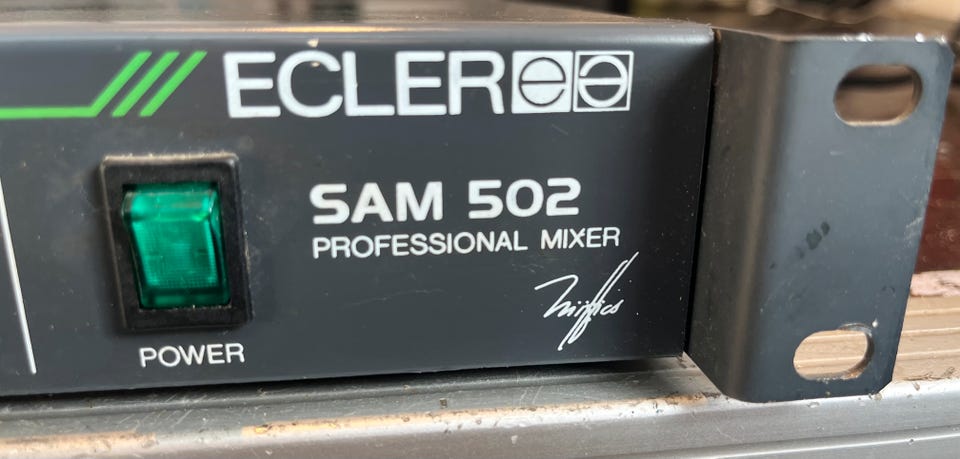 ECLER
SAM 502
PROFESSIONAL MIXER
POWER